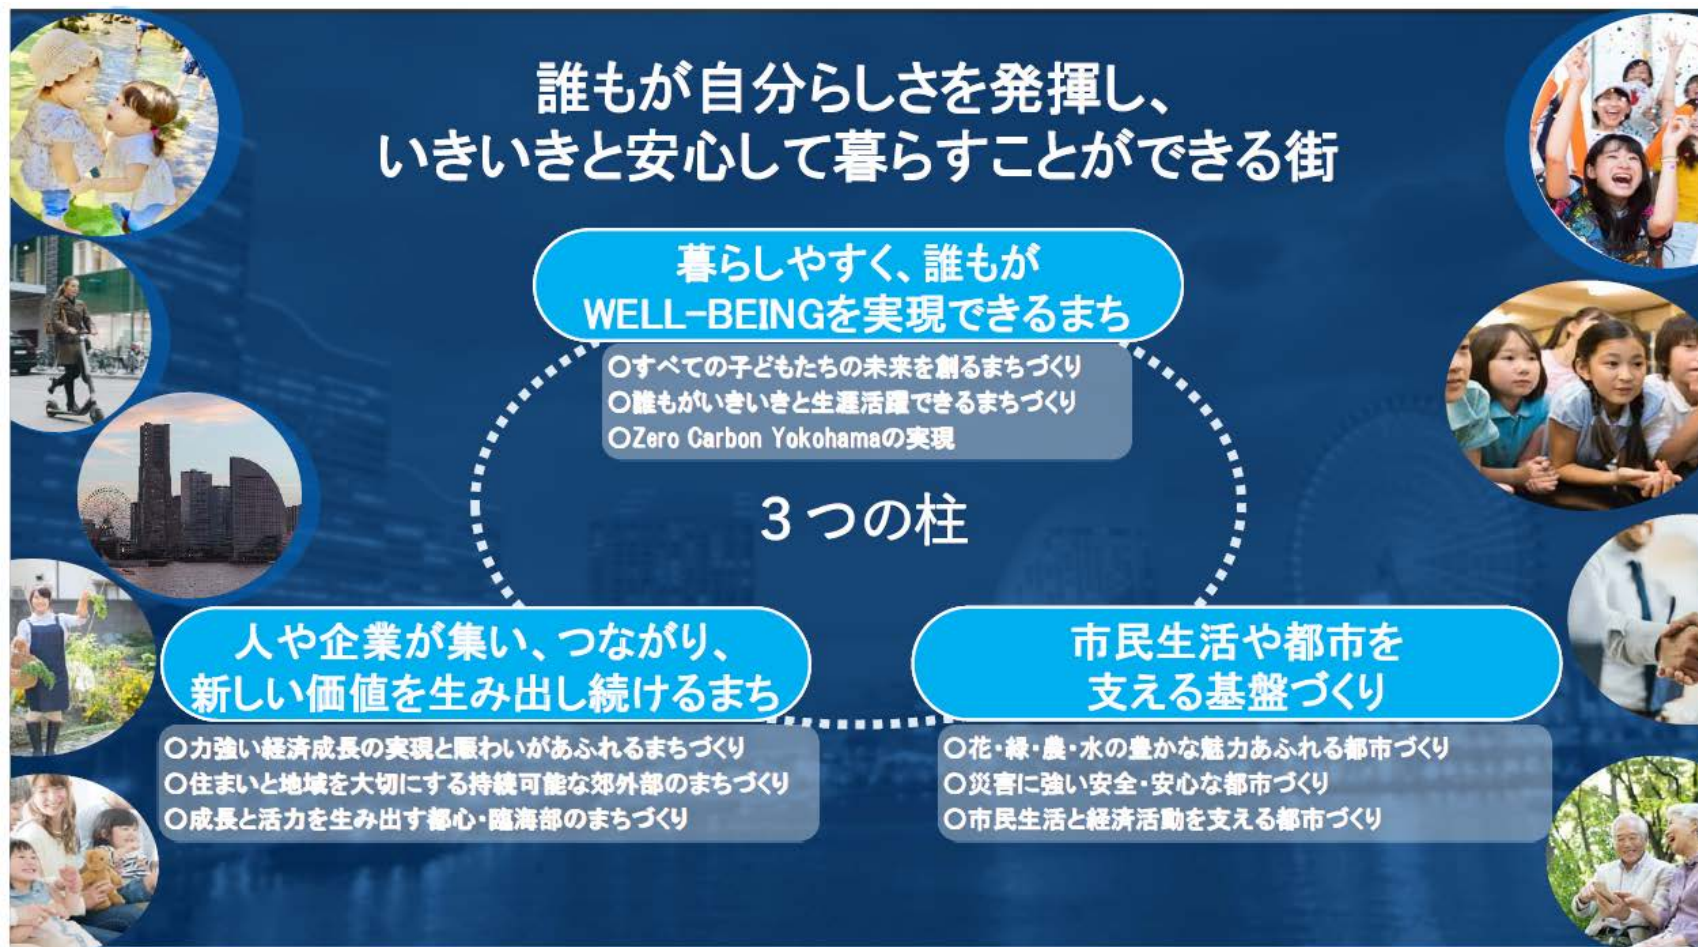 誰もが自分らしさを発揮し、
いきいきと安心して暮らすことができる街
暮らしやすく、誰もが
WELL-BEINGを実現できるまち
○すべての子どもたちの未来を創るまちづくり
○誰もがいきいきと生涯活躍できるまちづくり
○Zero Carbon Yokohamaの実現
3つの柱
人や企業が集い、つながり、
新しい価値を生み出し続けるまち
○力強い経済成長の実現と賑わいがあふれるまちづくり
○住まいと地域を大切にする持続可能な郊外部のまちづくり
○成長と活力を生み出す都心・臨海部のまちづくり
市民生活や都市を
支える基盤づくり
○花・緑・農・水の豊かな魅力あふれる都市づくり
○災害に強い安全・安心な都市づくり
○市民生活と経済活動を支える都市づくり